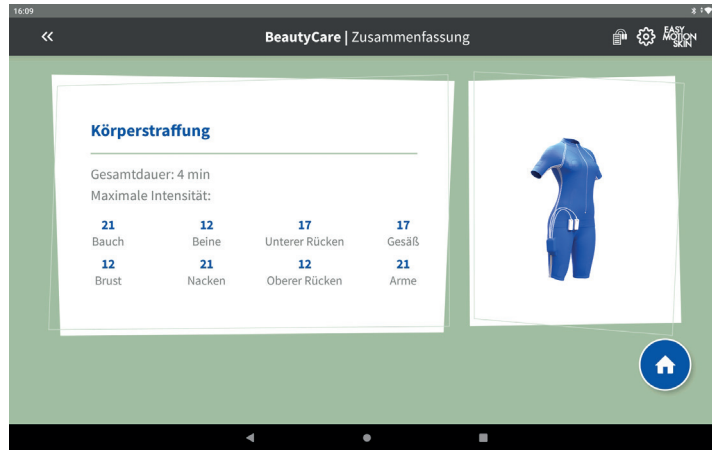 16:09
BeautyCare | Zusammenfassung
EASY
MOTION
SKIN
Körperstraffung
Gesamtdauer: 4 min
Maximale Intensität:
21 12 17 17
Bauch Beine Unterer Rücken Gesäß
12 21 12 21
Brust Nacken Oberer Rücken Arme